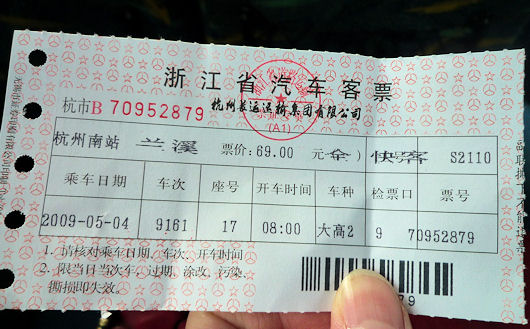 浙江省汽车客票
杭市B 70952879
杭州长运运输集团有限公司
(A1)
杭州南站 兰溪 票价:69.00 元(全) 快客 S2110
乘车日期 车次 座号 开车时间 车种 检票口 票号
2009-05-04 9161 17 08:00 大高2 9 70952879
1. 请核对乘车日期、车次、开车时间
2. 限当日当次车,过期、涂改、污染、
撕损即失效。